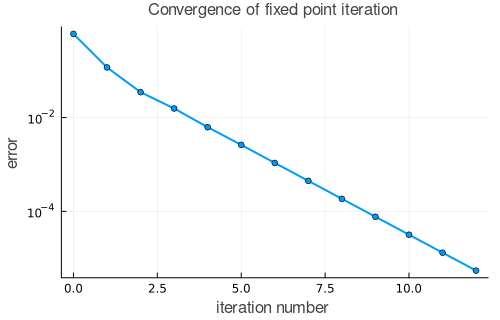 Convergence of fixed point iteration
error
10⁻²
10⁻⁴
0.0 2.5 5.0 7.5 10.0
iteration number